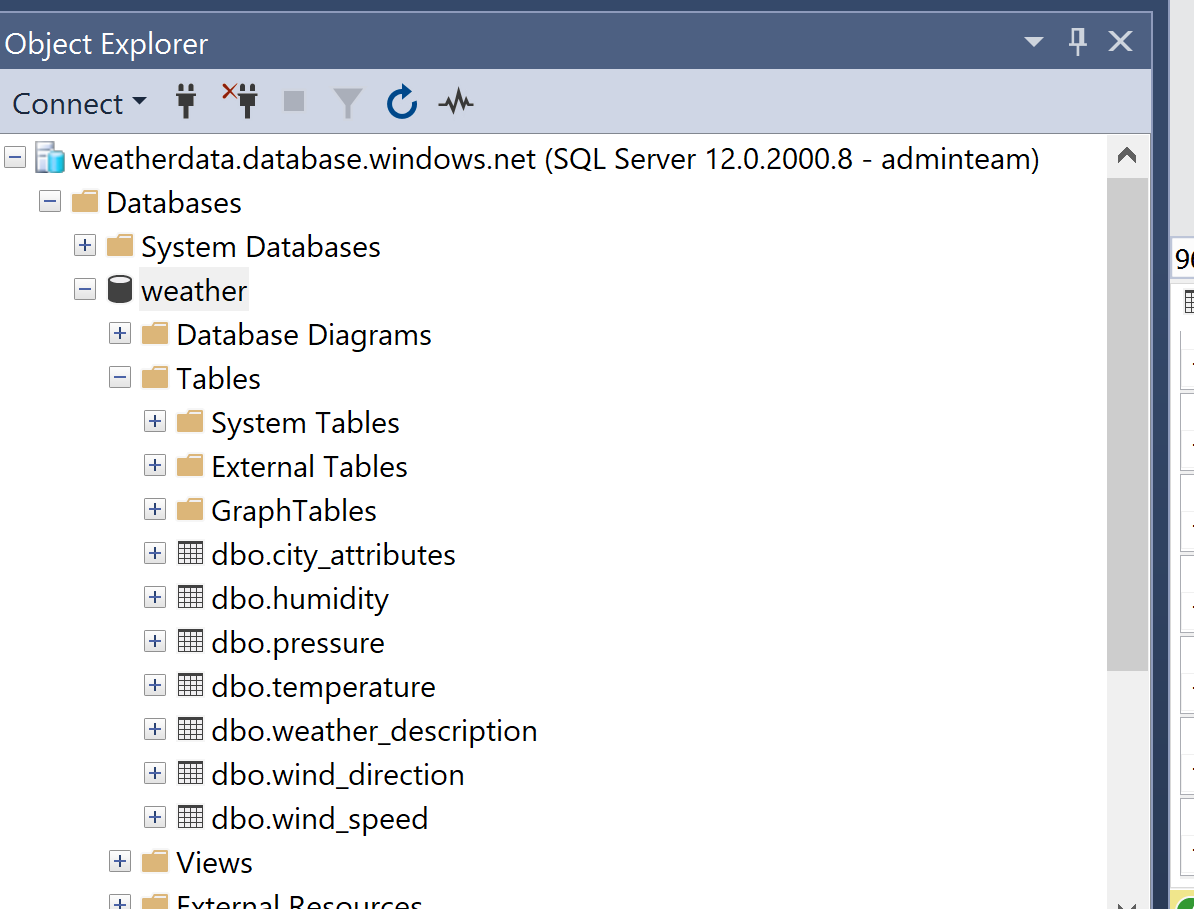 Object Explorer
Connect
weatherdata.database.windows.net (SQL Server 12.0.2000.8 - adminteam)
Databases
System Databases
weather
Database Diagrams
Tables
System Tables
External Tables
GraphTables
dbo.city_attributes
dbo.humidity
dbo.pressure
dbo.temperature
dbo.weather_description
dbo.wind_direction
dbo.wind_speed
Views
External Resources